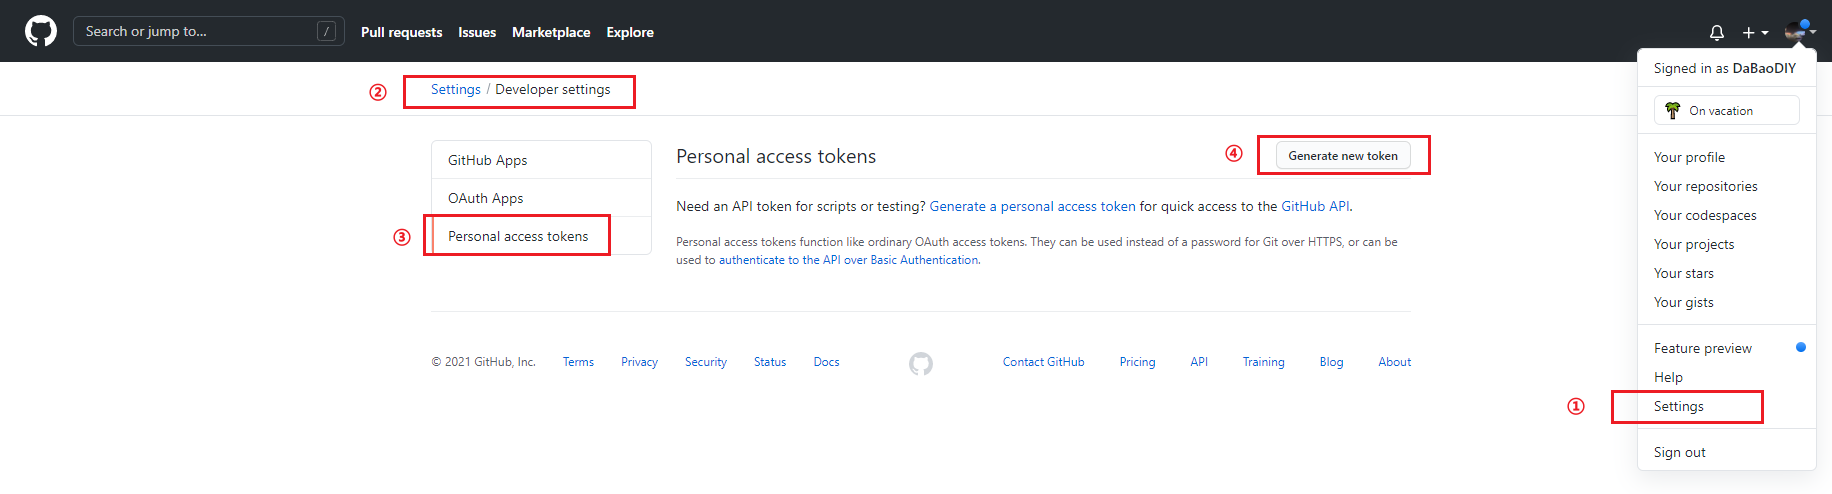 Search or jump to... /
Pull requests Issues Marketplace Explore
Signed in as DaBaoDIY
On vacation
Your profile
Your repositories
Your codespaces
Your projects
Your stars
Your gists
Feature preview
Help
① Settings
Sign out
② Settings / Developer settings
GitHub Apps
OAuth Apps
③ Personal access tokens
Personal access tokens
④ Generate new token
Need an API token for scripts or testing? Generate a personal access token for quick access to the GitHub API.
Personal access tokens function like ordinary OAuth access tokens. They can be used instead of a password for Git over HTTPS, or can be
used to authenticate to the API over Basic Authentication.
© 2021 GitHub, Inc. Terms Privacy Security Status Docs Contact GitHub Pricing API Training Blog About